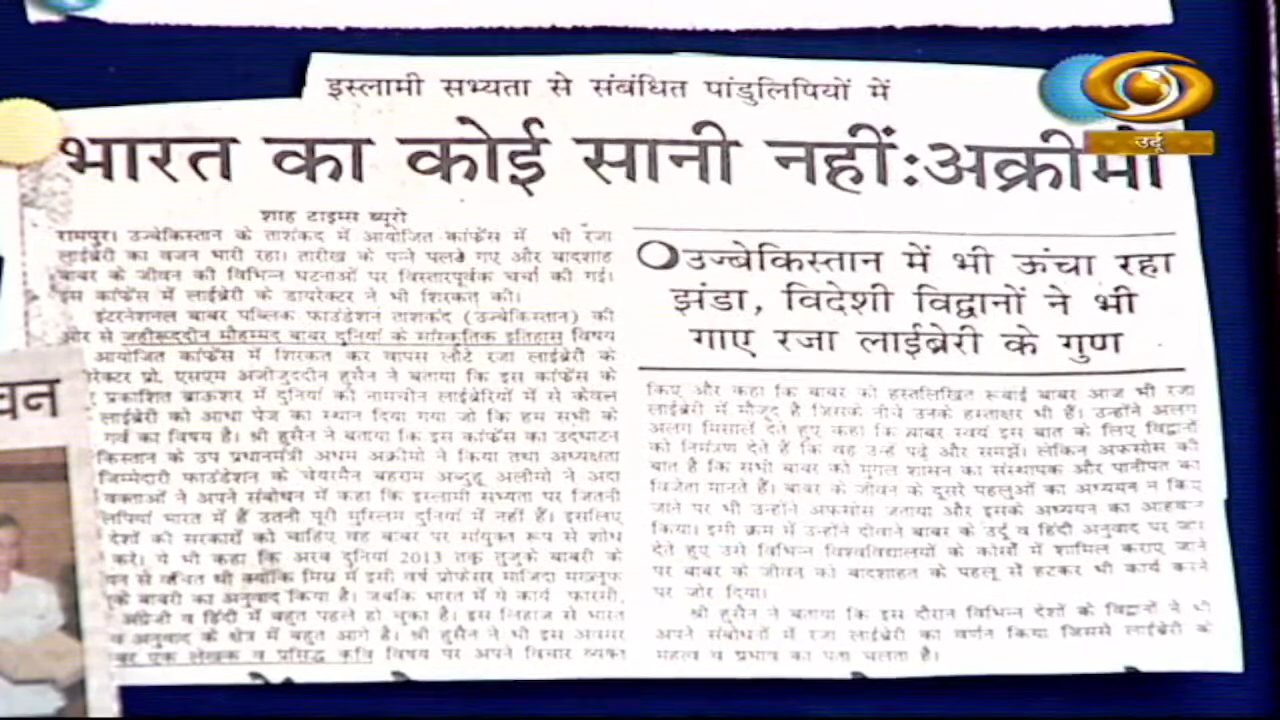 इस्लामी सभ्यता से संबंधित पांडुलिपियों में
भारत का कोई सानी नहीं:अक्रीमी
उर्दू
शाह टाइम्स ब्यूरो
रामपुर। उज्बेकिस्तान के ताशकंद में आयोजित कांफ्रेंस में भी रजा
लाईब्रेरी का वजन भारी रहा। तारीख के पन्ने पलटे गए और बादशाह
बाबर के जीवन की विभिन्न घटनाओं पर विस्तारपूर्वक चर्चा की गई।
इस कांफ्रेंस में लाईब्रेरी के डायरेक्टर ने भी शिरकत की।
इंटरनेशनल बाबर पब्लिक फाउंडेशन ताशकंद (उज्बेकिस्तान) की
ओर से जहीरूद्दीन मौहम्मद बाबर दुनियां के सांस्कृतिक इतिहास विषय
आयोजित कांफ्रेंस में शिरकत कर वापस लौटे रजा लाईब्रेरी के
रेक्टर प्रो. एसएम अजीजुद्दीन हुसैन ने बताया कि इस कांफ्रेंस के
प्रकाशित ब्राऊशर में दुनियां की नामचीन लाईब्रेरियों में से केवल
लाईब्रेरी को आधा पेज का स्थान दिया गया जो कि हम सभी के
गर्व का विषय है। श्री हुसैन ने बताया कि इस कांफ्रेंस का उदघाटन
किस्तान के उप प्रधानमंत्री अधम अक्रीमी ने किया तथा अध्यक्षता
जिम्मेदारी फाउंडेशन के चेयरमैन बहराम अब्दुहू अलीमी ने अदा
वक्ताओं ने अपने संबोधन में कहा कि इस्लामी सभ्यता पर जितनी
लिपियां भारत में हैं उतनी पूरी मुस्लिम दुनियां में नहीं हैं। इसलिए
देशों की सरकारों को चाहिए वह बाबर पर संयुक्त रूप से शोध
करें। ये भी कहा कि अरब दुनियां 2013 तक तुजुके बाबरी के
से वंचित थी क्योंकि मिस्र में इसी वर्ष प्रोफेसर माजिदा मखलूफ
बाबरी का अनुवाद किया है। जबकि भारत में ये कार्य फारसी,
अंग्रेजी व हिंदी में बहुत पहले हो चुका है। इस लिहाज से भारत
अनुवाद के क्षेत्र में बहुत आगे है। श्री हुसैन ने भी इस अवसर
बर एक लेखक व प्रसिद्ध कवि विषय पर अपने विचार व्यक्त
उज्बेकिस्तान में भी ऊंचा रहा
झंडा, विदेशी विद्वानों ने भी
गाए रजा लाईब्रेरी के गुण
किए और कहा कि बाबर की हस्तलिखित रूबाई बाबर आज भी रजा
लाईब्रेरी में मौजूद है जिसके नीचे उनके हस्ताक्षर भी हैं। उन्होंने अलग
अलग मिसालें देते हुए कहा कि बाबर स्वयं इस बात के लिए विद्वानों
को निमंत्रण देते हैं कि वह उन्हें पढ़ें और समझें। लेकिन अफसोस की
बात है कि सभी बाबर को मुगल शासन का संस्थापक और पानीपत का
विजेता मानते हैं। बाबर के जीवन के दूसरे पहलुओं का अध्ययन न किए
जाने पर भी उन्होंने अफसोस जताया और इसके अध्ययन का आहवान
किया। इसी क्रम में उन्होंने दीवाने बाबर के उर्दू व हिंदी अनुवाद पर जोर
देते हुए उसे विभिन्न विश्वविद्यालयों के कोर्सों में शामिल कराए जाने
पर बाबर के जीवन को बादशाहत के पहलू से हटकर भी कार्य करने
पर जोर दिया।
श्री हुसैन ने बताया कि इस दौरान विभिन्न देशों के विद्वानों ने भी
अपने संबोधनों में रजा लाईब्रेरी का वर्णन किया जिससे लाईब्रेरी के
महत्व व प्रभाव का पता चलता है।
वन